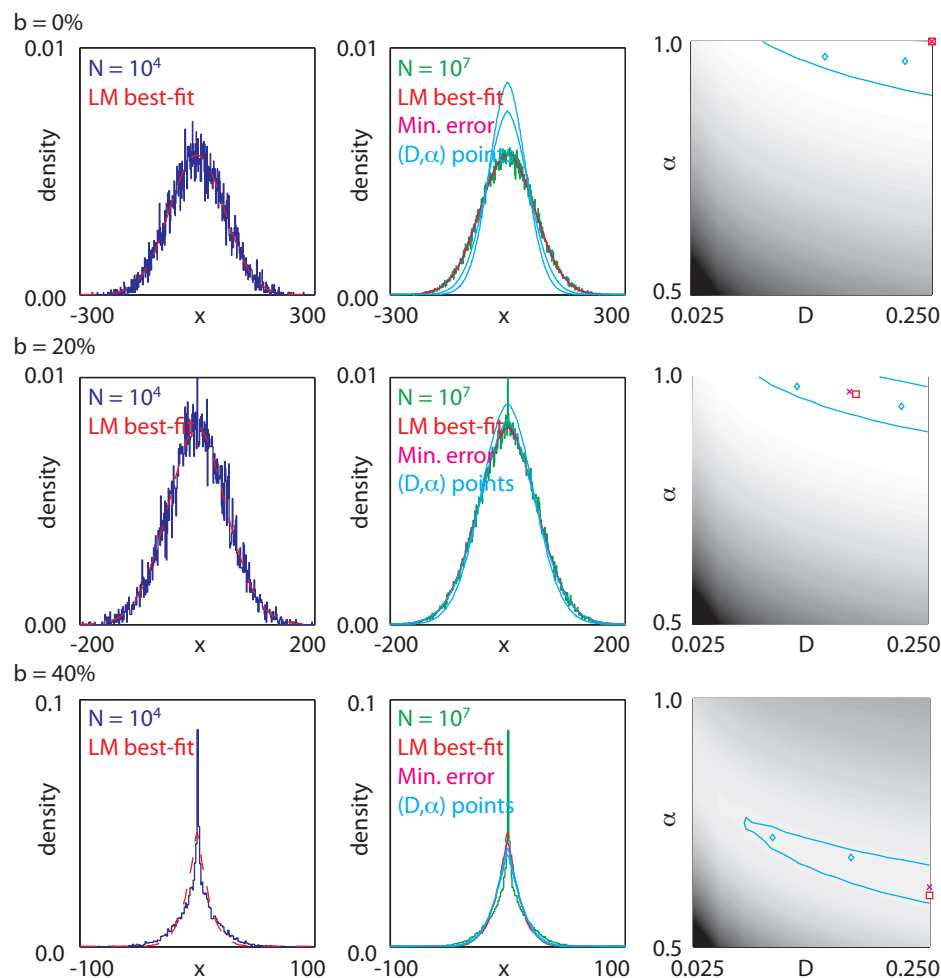 b = 0%
0.01
N = 10⁴
LM best-fit
density
0.00
-300
x
300
0.01
N = 10⁷
LM best-fit
Min. error
(D,α) points
density
0.00
-300
x
300
1.0
α
0.5
0.025
D
0.250
b = 20%
0.01
N = 10⁴
LM best-fit
density
0.00
-200
x
200
0.01
N = 10⁷
LM best-fit
Min. error
(D,α) points
density
0.00
-200
x
200
1.0
α
0.5
0.025
D
0.250
b = 40%
0.1
N = 10⁴
LM best-fit
density
0.0
-100
x
100
0.1
N = 10⁷
LM best-fit
Min. error
(D,α) points
density
0.0
-100
x
100
1.0
α
0.5
0.025
D
0.250